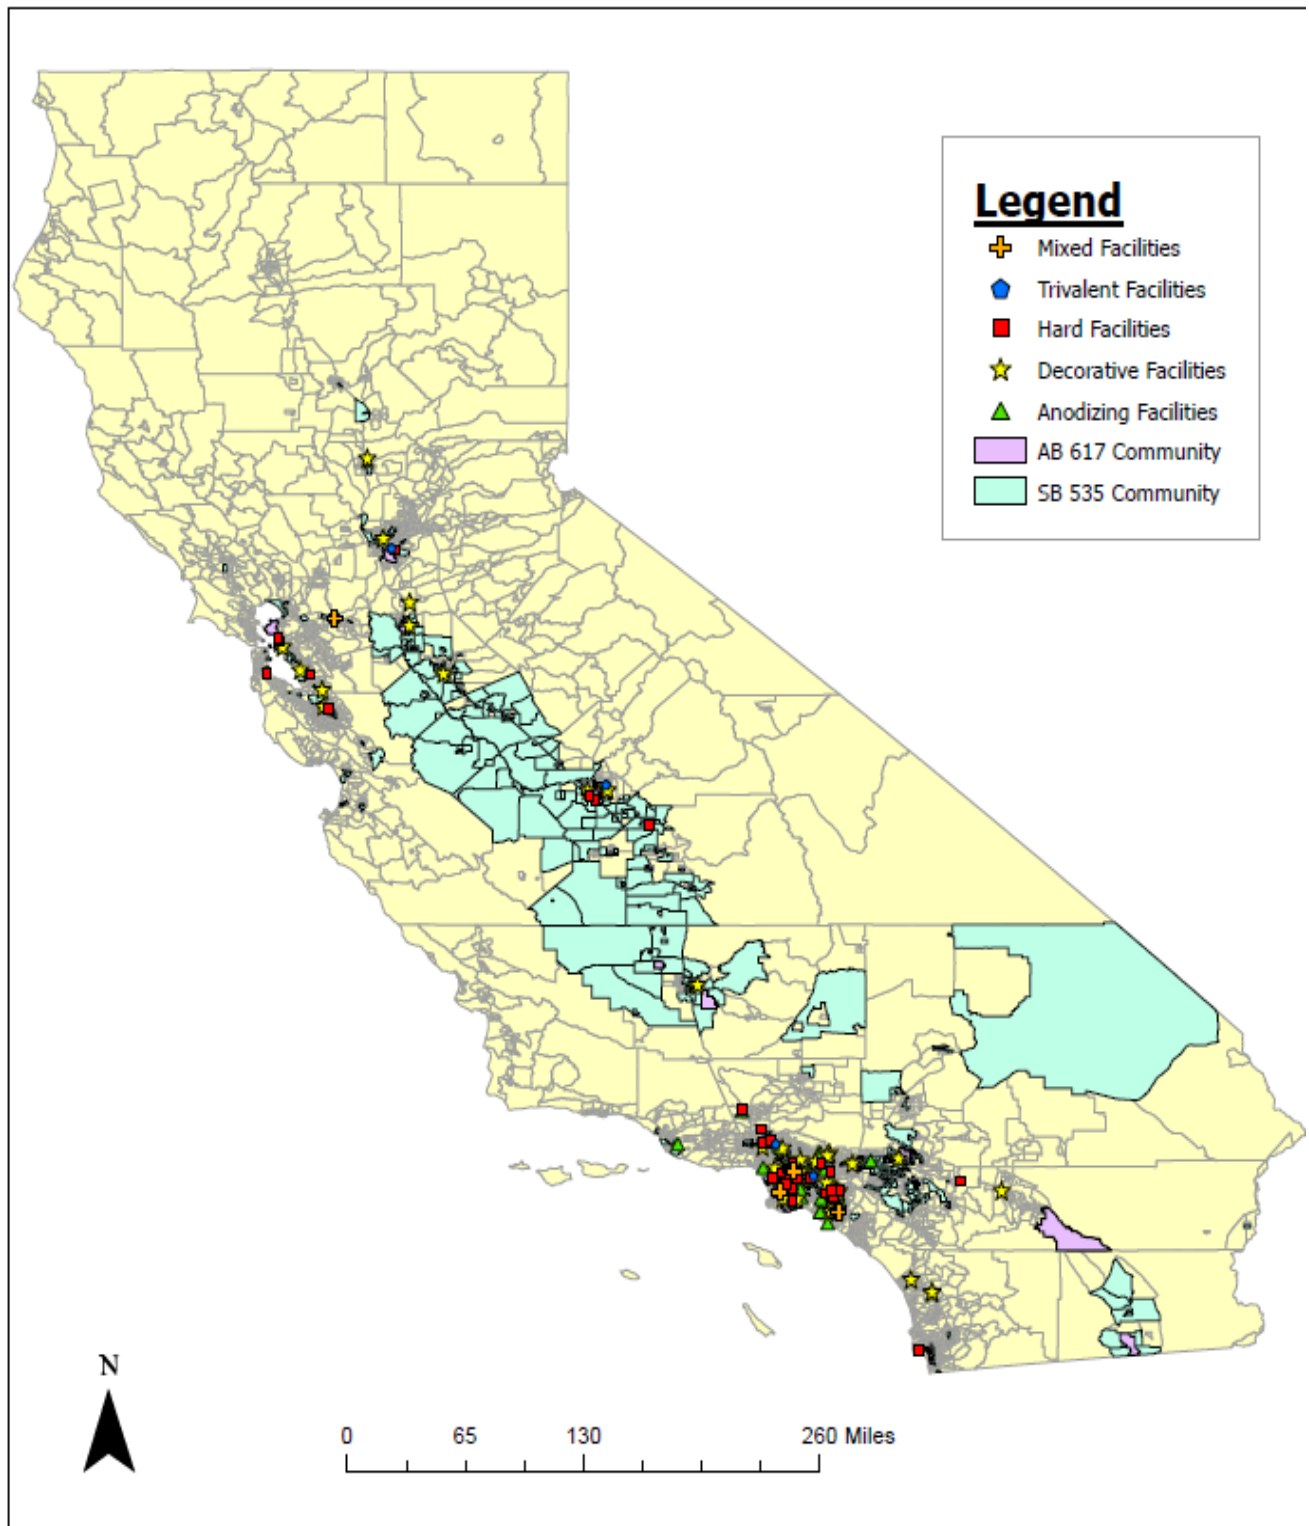 Legend
Mixed Facilities
Trivalent Facilities
Hard Facilities
Decorative Facilities
Anodizing Facilities
AB 617 Community
SB 535 Community
N
0 65 130 260 Miles